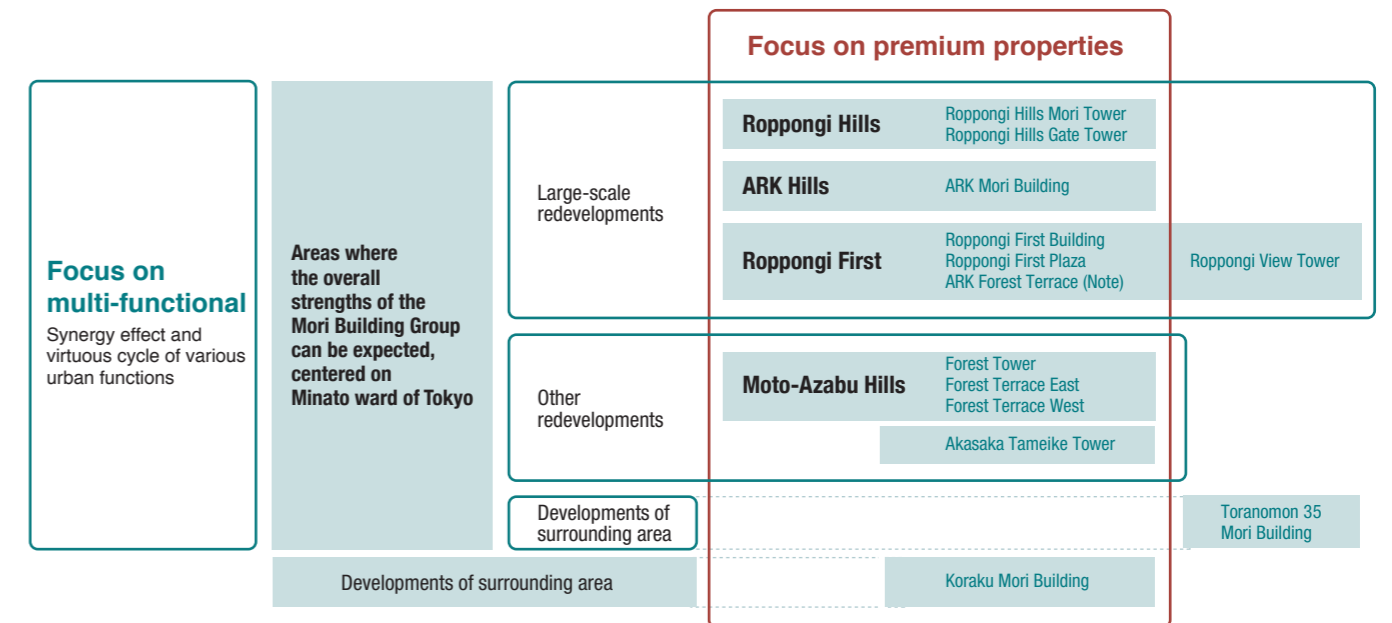 Focus on premium properties
Focus on
multi-functional
Synergy effect and
virtuous cycle of various
urban functions
Areas where
the overall
strengths of the
Mori Building Group
can be expected,
centered on
Minato ward of Tokyo
Large-scale
redevelopments
Roppongi Hills
Roppongi Hills Mori Tower
Roppongi Hills Gate Tower
ARK Hills
ARK Mori Building
Roppongi First
Roppongi First Building
Roppongi First Plaza
ARK Forest Terrace (Note)
Roppongi View Tower
Other
redevelopments
Moto-Azabu Hills
Forest Tower
Forest Terrace East
Forest Terrace West
Akasaka Tameike Tower
Developments of
surrounding area
Toranomon 35
Mori Building
Developments of surrounding area
Koraku Mori Building